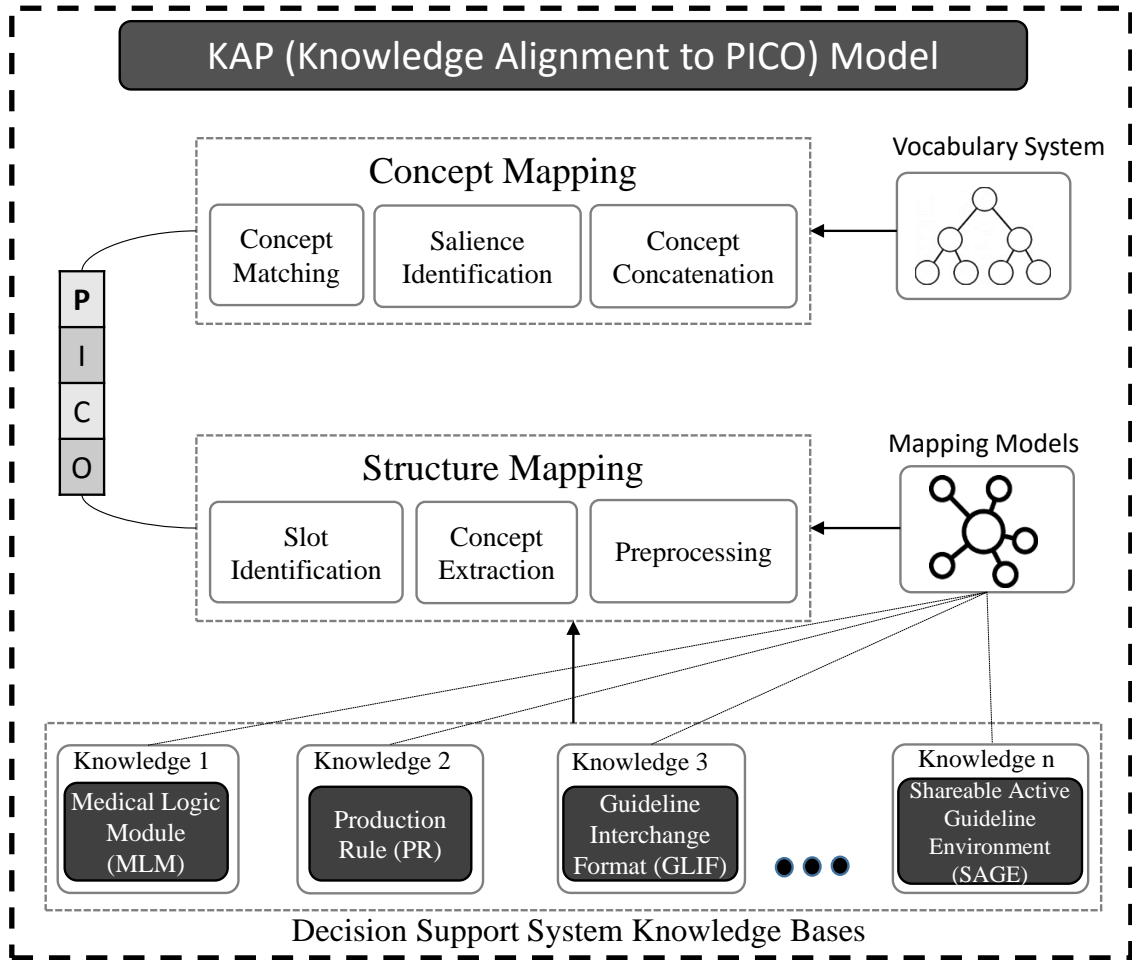 KAP (Knowledge Alignment to PICO) Model
Vocabulary System
Concept Mapping
Concept
Matching
Salience
Identification
Concept
Concatenation
P
I
C
O
Mapping Models
Structure Mapping
Slot
Identification
Concept
Extraction
Preprocessing
Knowledge 1
Medical Logic
Module
(MLM)
Knowledge 2
Production
Rule (PR)
Knowledge 3
Guideline
Interchange
Format (GLIF)
Knowledge n
Shareable Active
Guideline
Environment
(SAGE)
Decision Support System Knowledge Bases